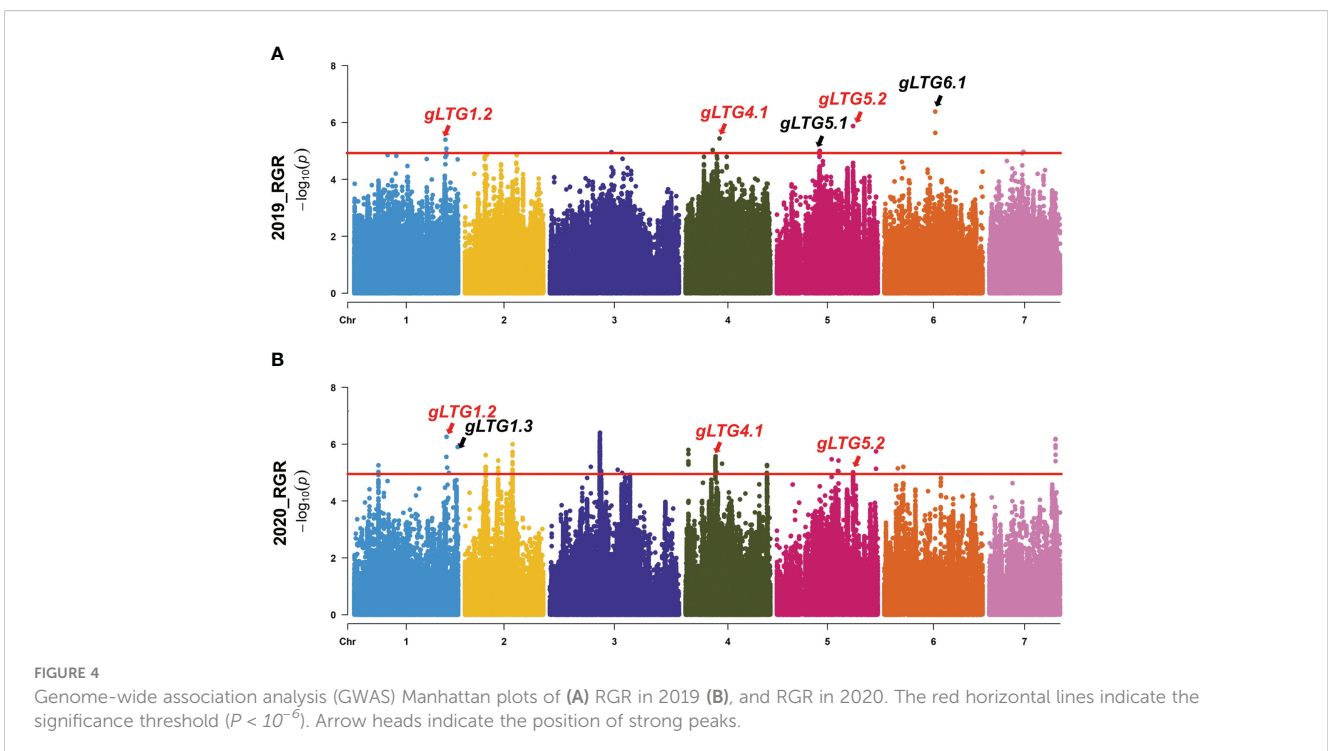 A
8
6
4
2
0
2019_RGR
−log10(p)
gLTG1.2
gLTG4.1
gLTG5.1
gLTG5.2
gLTG6.1
Chr 1 2 3 4 5 6 7
B
8
6
4
2
0
2020_RGR
−log10(p)
gLTG1.2
gLTG1.3
gLTG4.1
gLTG5.2
Chr 1 2 3 4 5 6 7
FIGURE 4
Genome-wide association analysis (GWAS) Manhattan plots of (A) RGR in 2019 (B), and RGR in 2020. The red horizontal lines indicate the
significance threshold (P < 10−6). Arrow heads indicate the position of strong peaks.